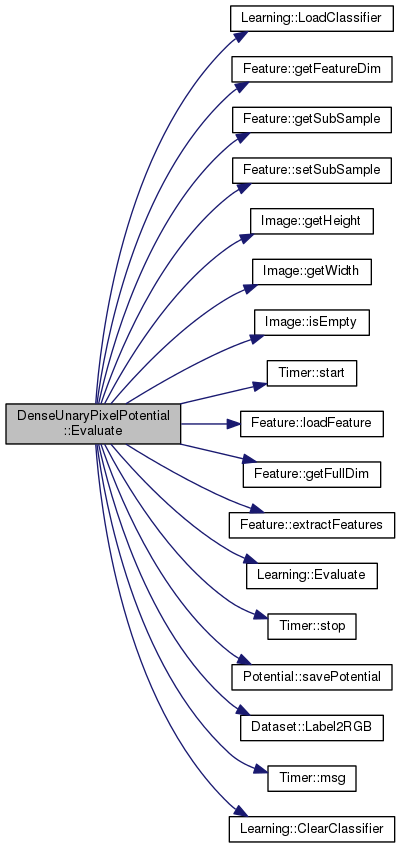 Learning::LoadClassifier
Feature::getFeatureDim
Feature::getSubSample
Feature::setSubSample
Image::getHeight
Image::getWidth
Image::isEmpty
Timer::start
DenseUnaryPixelPotential
::Evaluate
Feature::loadFeature
Feature::getFullDim
Feature::extractFeatures
Learning::Evaluate
Timer::stop
Potential::savePotential
Dataset::Label2RGB
Timer::msg
Learning::ClearClassifier